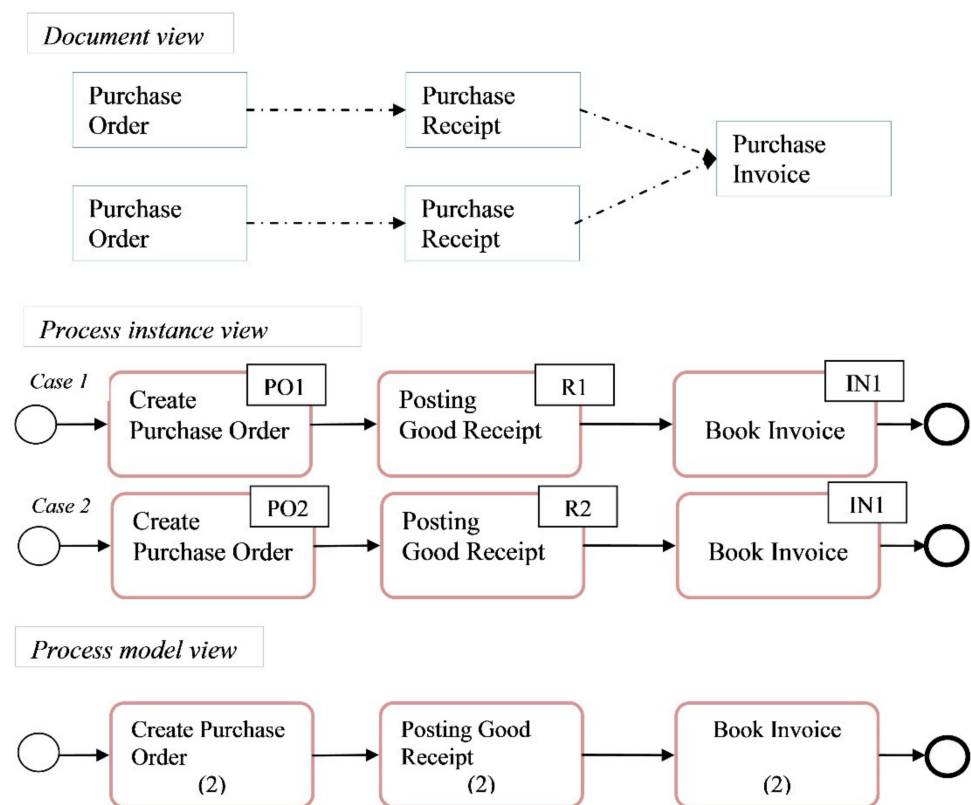 Document view
Purchase
Order
Purchase
Receipt
Purchase
Invoice
Purchase
Order
Purchase
Receipt
Process instance view
Case 1
Create
Purchase Order
PO1
Posting
Good Receipt
R1
Book Invoice
IN1
Case 2
Create
Purchase Order
PO2
Posting
Good Receipt
R2
Book Invoice
IN1
Process model view
Create Purchase
Order
(2)
Posting Good
Receipt
(2)
Book Invoice
(2)